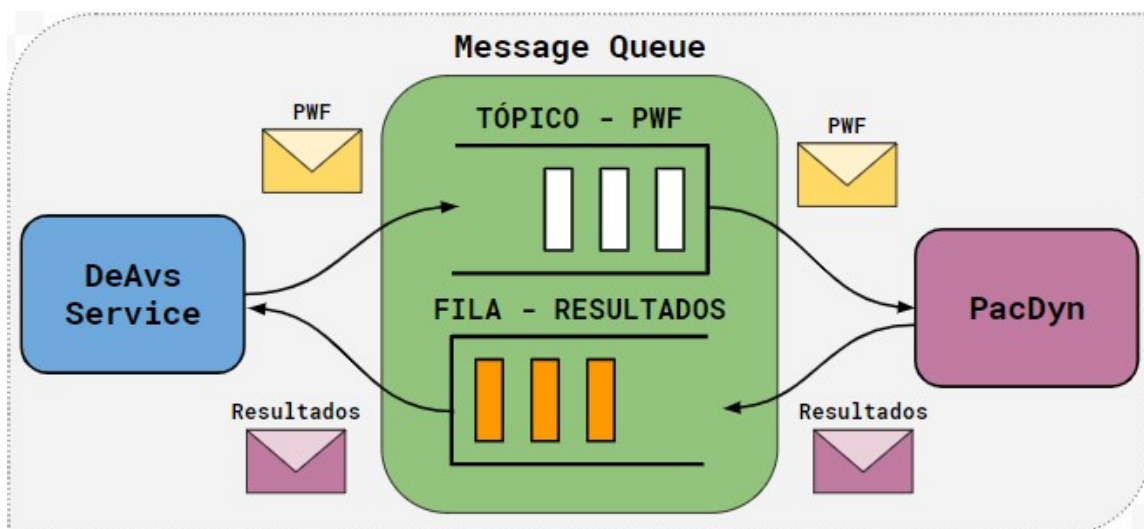 Message Queue
PWF
TÓPICO - PWF
PWF
DeAvs
Service
FILA - RESULTADOS
PacDyn
Resultados
Resultados